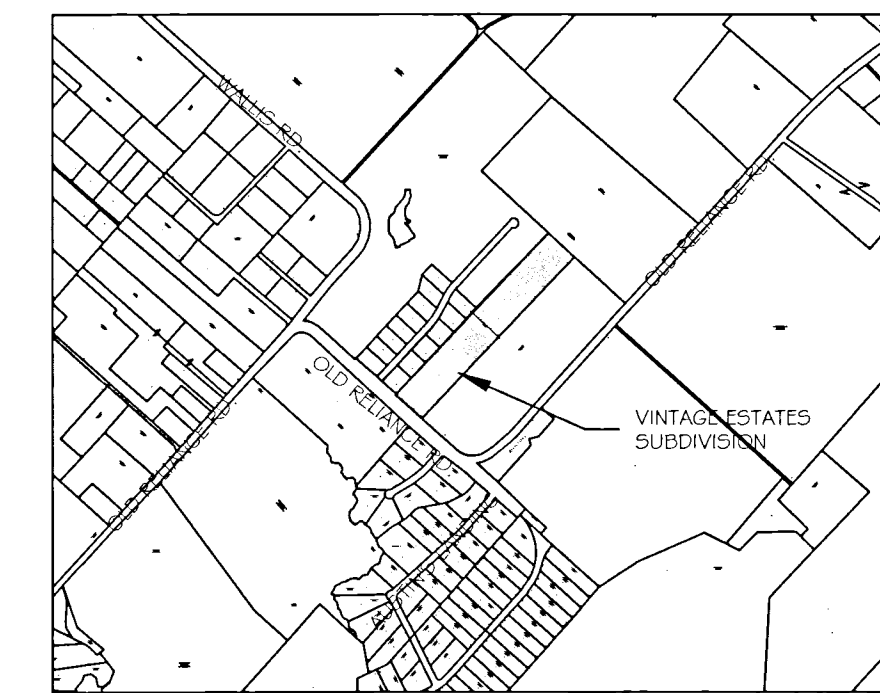 WALLIS RD.
OLD RELIANCE RD.
OLD RELIANCE RD.
VINTAGE ESTATES
SUBDIVISION
OLD RELIANCE RD.